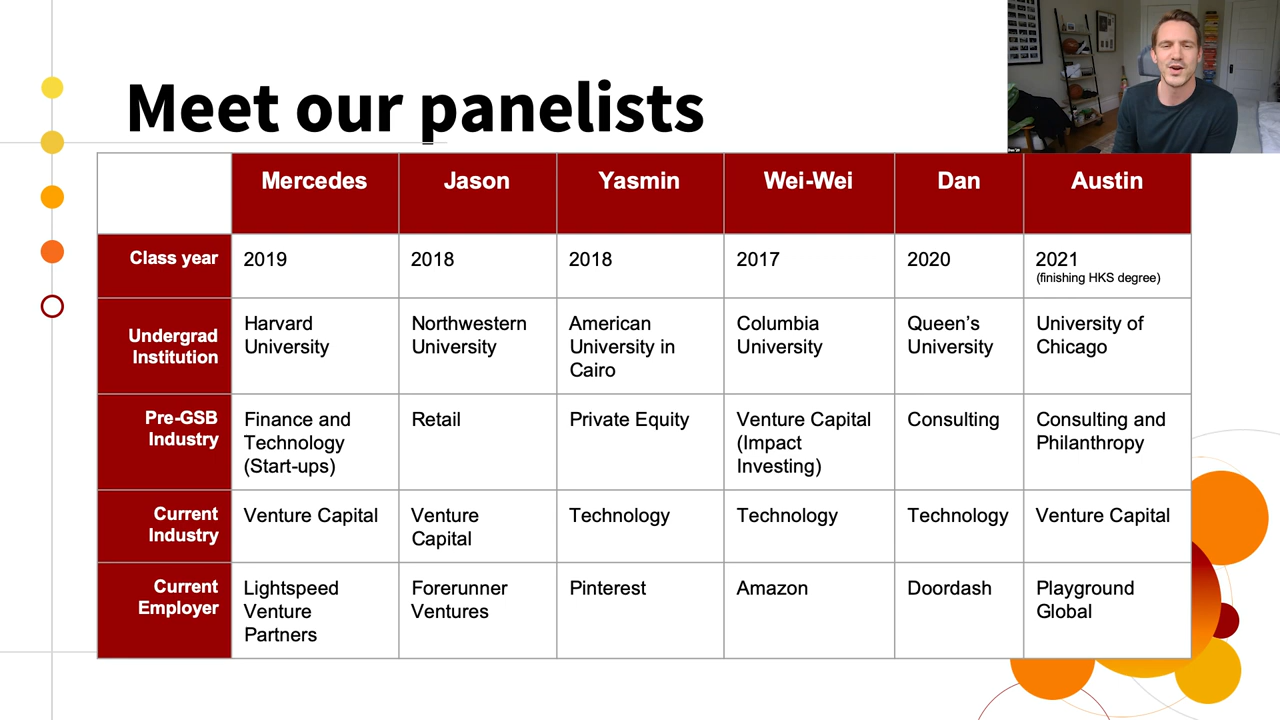 Meet our panelists
Mercedes Jason Yasmin Wei-Wei Dan Austin
Class year 2019 2018 2018 2017 2020 2021
(finishing HKS degree)
Undergrad Institution
Harvard University
Northwestern University
American University in Cairo
Columbia University
Queen’s University
University of Chicago
Pre-GSB Industry
Finance and Technology (Start-ups)
Retail
Private Equity
Venture Capital (Impact Investing)
Consulting
Consulting and Philanthropy
Current Industry
Venture Capital
Venture Capital
Technology
Technology
Technology
Venture Capital
Current Employer
Lightspeed Venture Partners
Forerunner Ventures
Pinterest
Amazon
Doordash
Playground Global